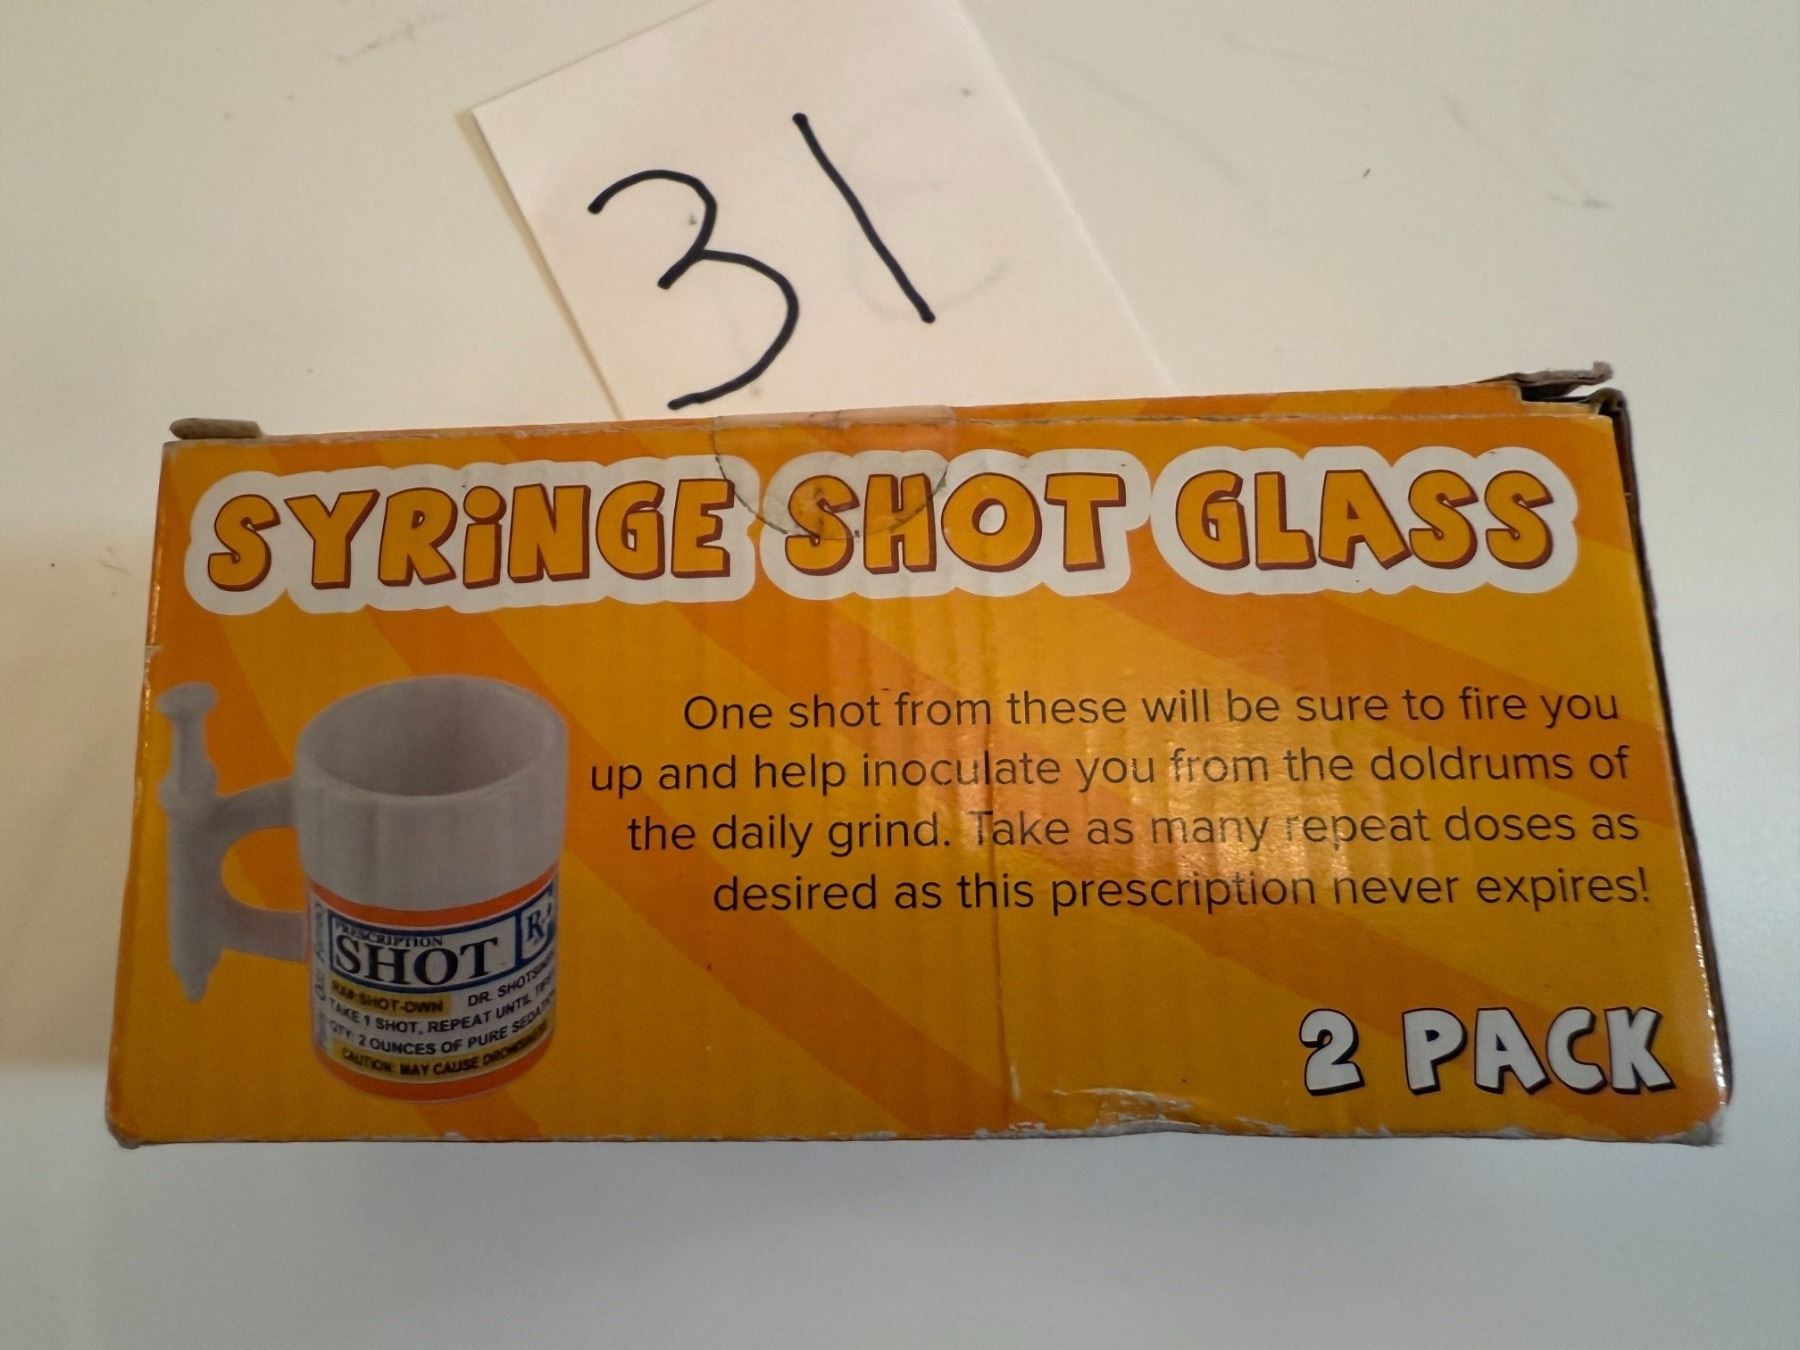 31
SYRiNGE SHOT GLASS
One shot from these will be sure to fire you
up and help inoculate you from the doldrums of
the daily grind. Take as many repeat doses as
desired as this prescription never expires!
PRESCRIPTION
SHOT
DR.
TAKE 1 SHOT, REPEAT UNTIL
QTY: 2 OUNCES OF PURE
CAUTION: MAY CAUSE DROWSINESS
2 PACK